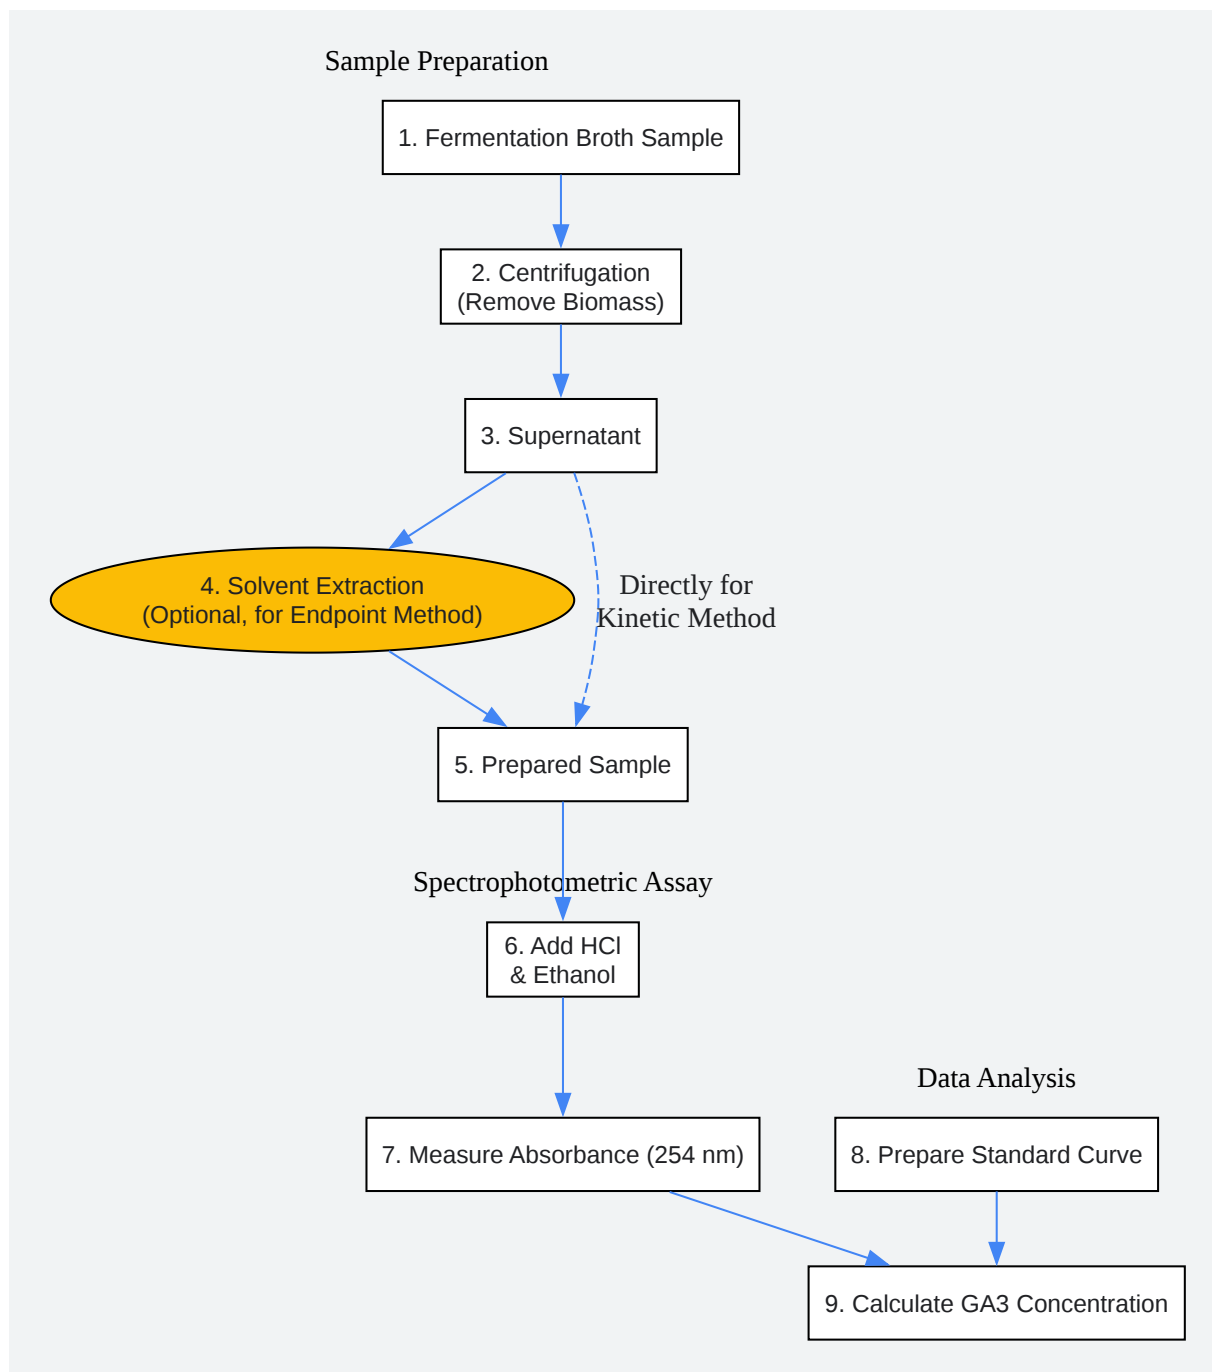 Sample Preparation
1. Fermentation Broth Sample
2. Centrifugation
(Remove Biomass)
3. Supernatant
4. Solvent Extraction
(Optional, for Endpoint Method)
Directly for
Kinetic Method
5. Prepared Sample
Spectrophotometric Assay
6. Add HCl
& Ethanol
Data Analysis
7. Measure Absorbance (254 nm)
8. Prepare Standard Curve
9. Calculate GA3 Concentration